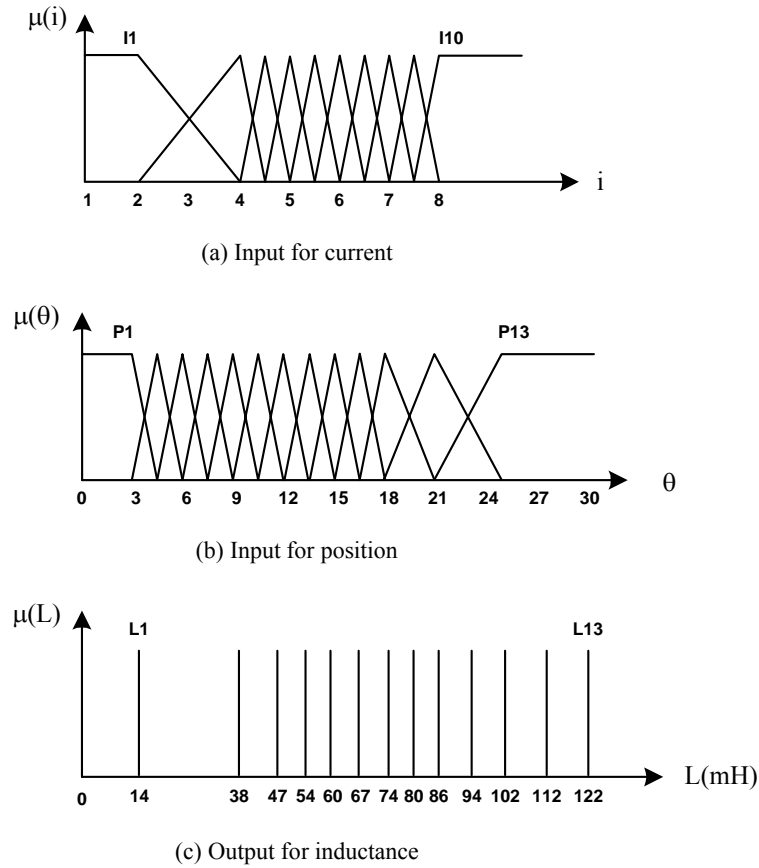 μ(i)
I1 I10
1 2 3 4 5 6 7 8 i
(a) Input for current
μ(θ)
P1 P13
0 3 6 9 12 15 18 21 24 27 30 θ
(b) Input for position
μ(L)
L1 L13
0 14 38 47 54 60 67 74 80 86 94 102 112 122 L(mH)
(c) Output for inductance